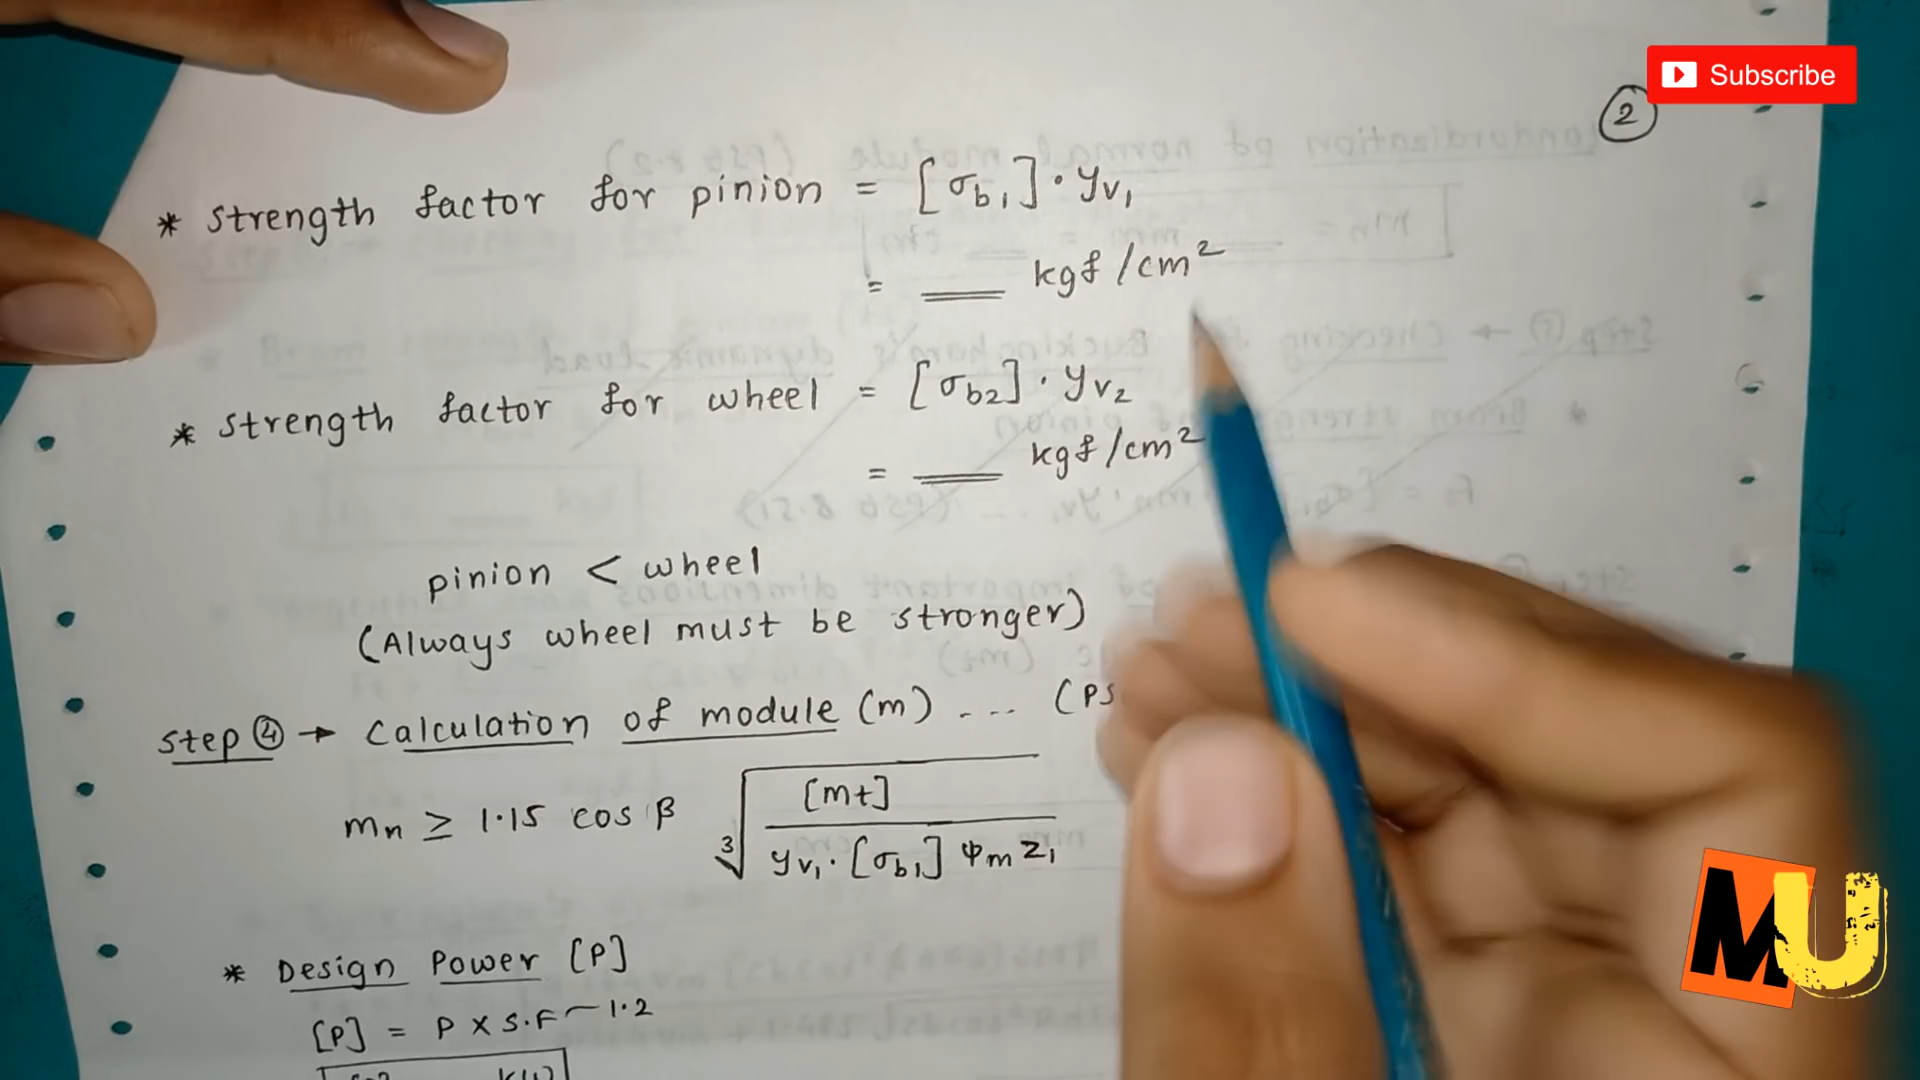 Subscribe
2
* strength factor for pinion = [σb1] · yv1
= ___ kgf/cm²
* strength factor for wheel = [σb2] · yv2
= ___ kgf/cm²
pinion < wheel
(Always wheel must be stronger)
step ④ → calculation of module (m) ... (PS
mn ≥ 1.15 cos β ∛ [mt] / yv1 · [σb1] ψm z1
* Design Power [P]
[P] = P x S.F ~ 1.2
kW
MU